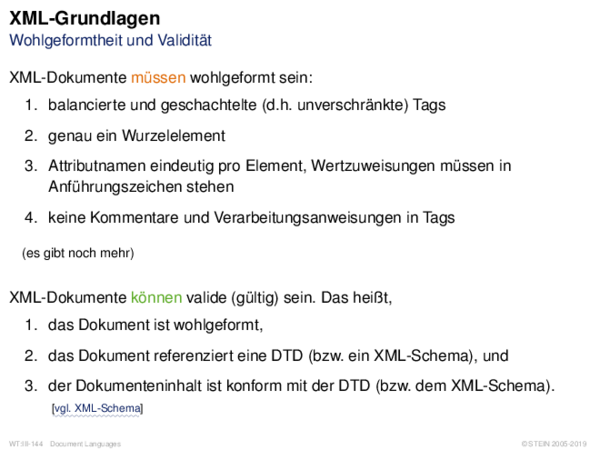 XML-Grundlagen
Wohlgeformtheit und Validität
XML-Dokumente müssen wohlgeformt sein:
1. balancierte und geschachtelte (d.h. unverschränkte) Tags
2. genau ein Wurzelelement
3. Attributnamen eindeutig pro Element, Wertzuweisungen müssen in
Anführungszeichen stehen
4. keine Kommentare und Verarbeitungsanweisungen in Tags
(es gibt noch mehr)
XML-Dokumente können valide (gültig) sein. Das heißt,
1. das Dokument ist wohlgeformt,
2. das Dokument referenziert eine DTD (bzw. ein XML-Schema), und
3. der Dokumenteninhalt ist konform mit der DTD (bzw. dem XML-Schema).
[vgl. XML-Schema]
WT:III-144 Document Languages
© STEIN 2005-2019